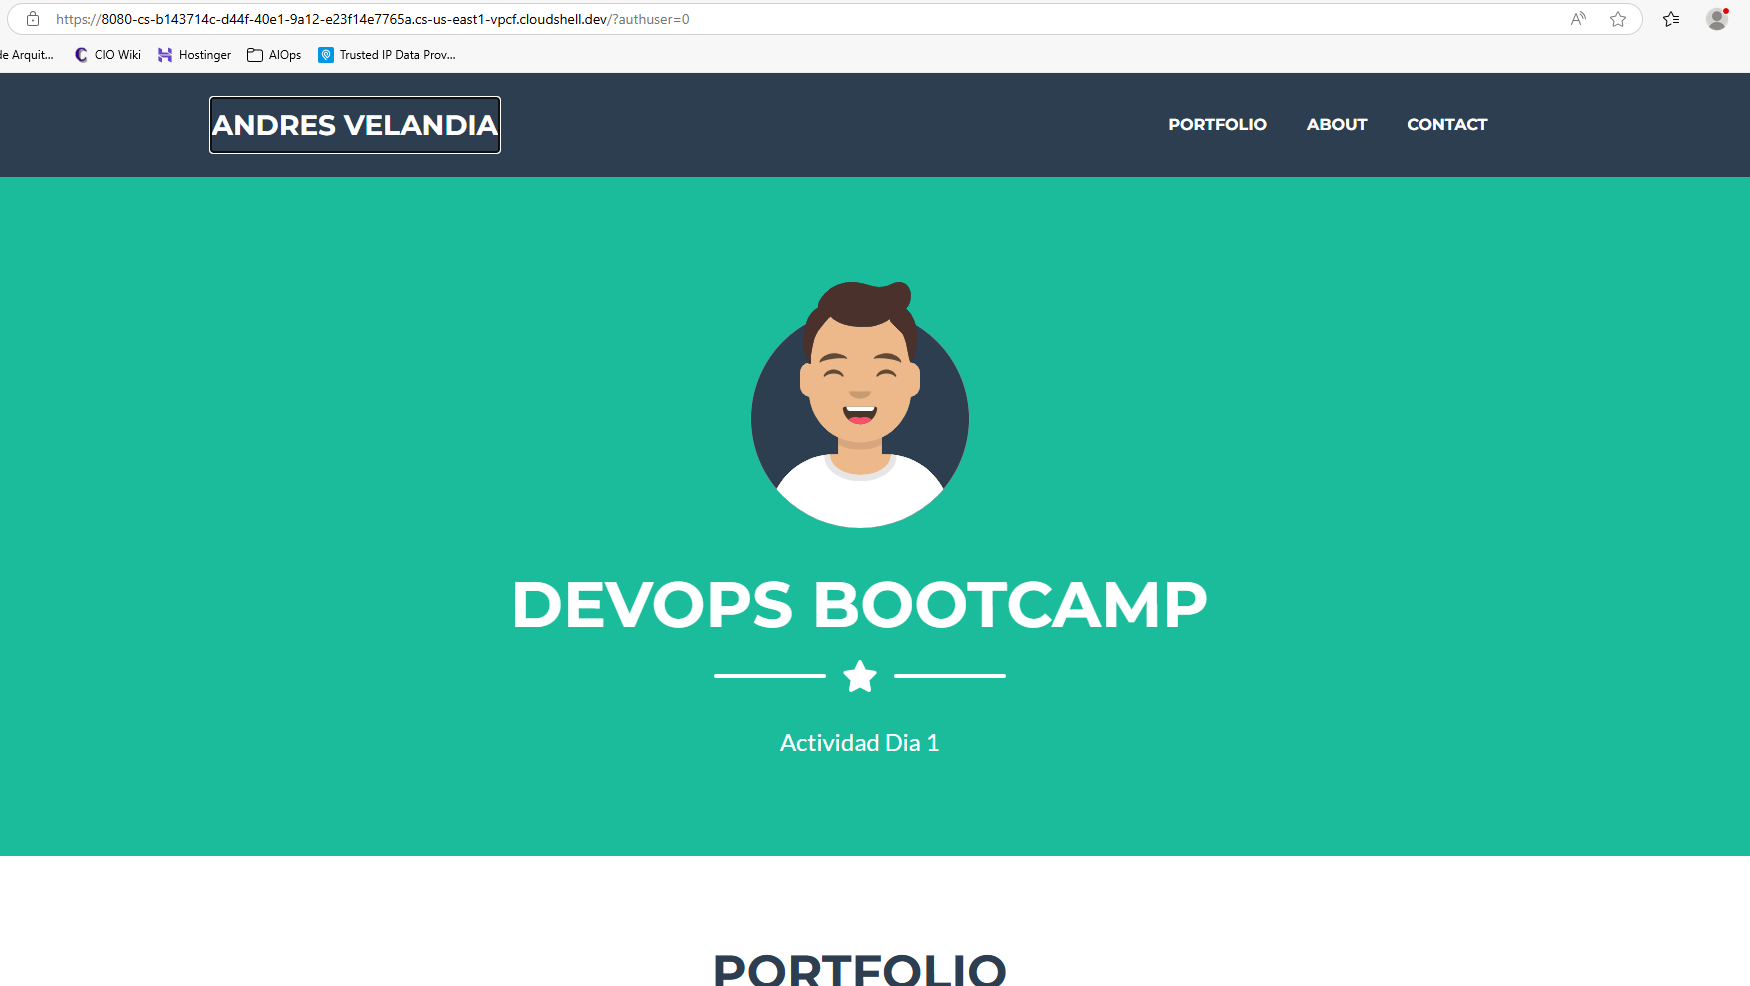 https://8080-cs-b143714c-d44f-40e1-9a12-e23f14e7765a.cs-us-east1-vpcf.cloudshell.dev/?authuser=0
de Arquit... CIO Wiki Hostinger AIOps Trusted IP Data Prov...
ANDRES VELANDIA PORTFOLIO ABOUT CONTACT
DEVOPS BOOTCAMP
Actividad Dia 1
PORTFOLIO